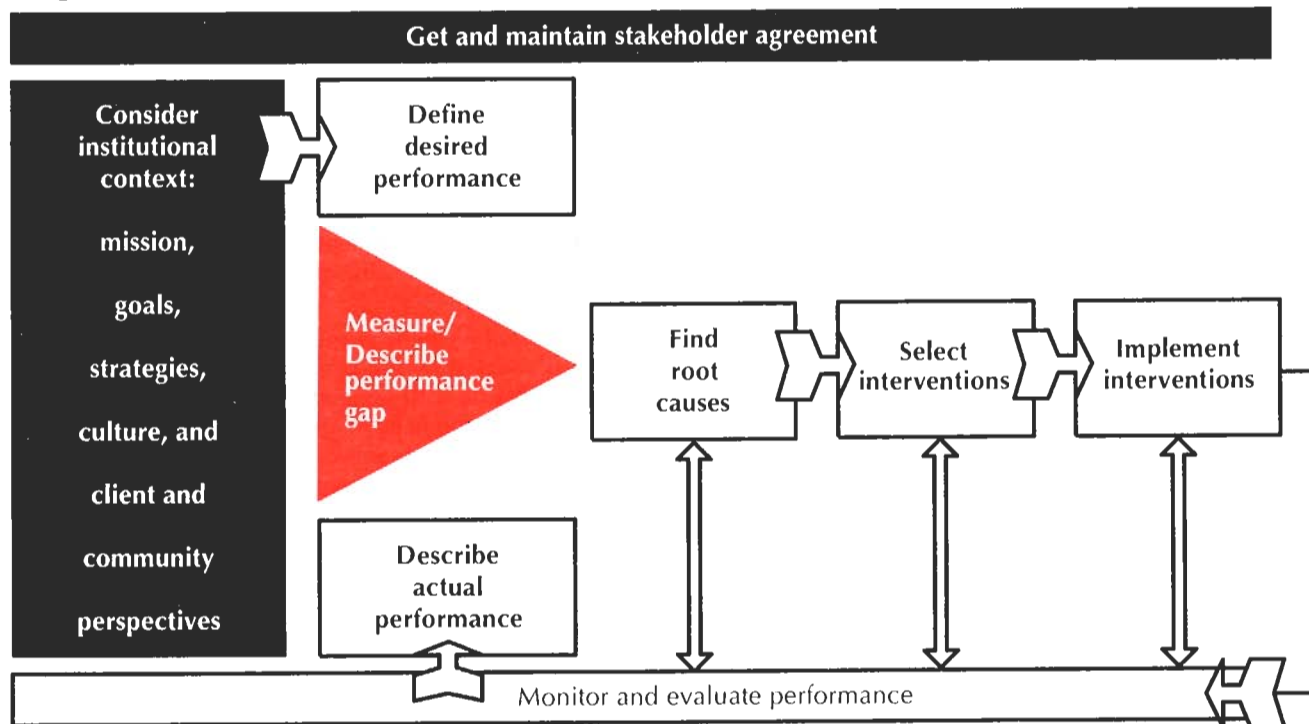 Get and maintain stakeholder agreement
Consider
institutional
context:
mission,
goals,
strategies,
culture, and
client and
community
perspectives
Define
desired
performance
Measure/
Describe
performance
gap
Describe
actual
performance
Find
root
causes
Select
interventions
Implement
interventions
Monitor and evaluate performance